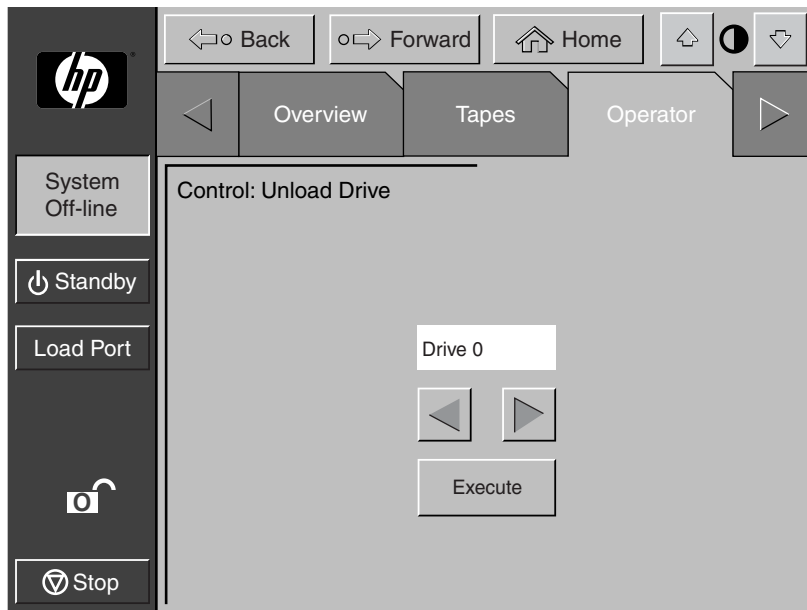 hp
Back
Forward
Home
Overview
Tapes
Operator
System
Off-line
Control: Unload Drive
Standby
Load Port
Drive 0
Execute
O
Stop